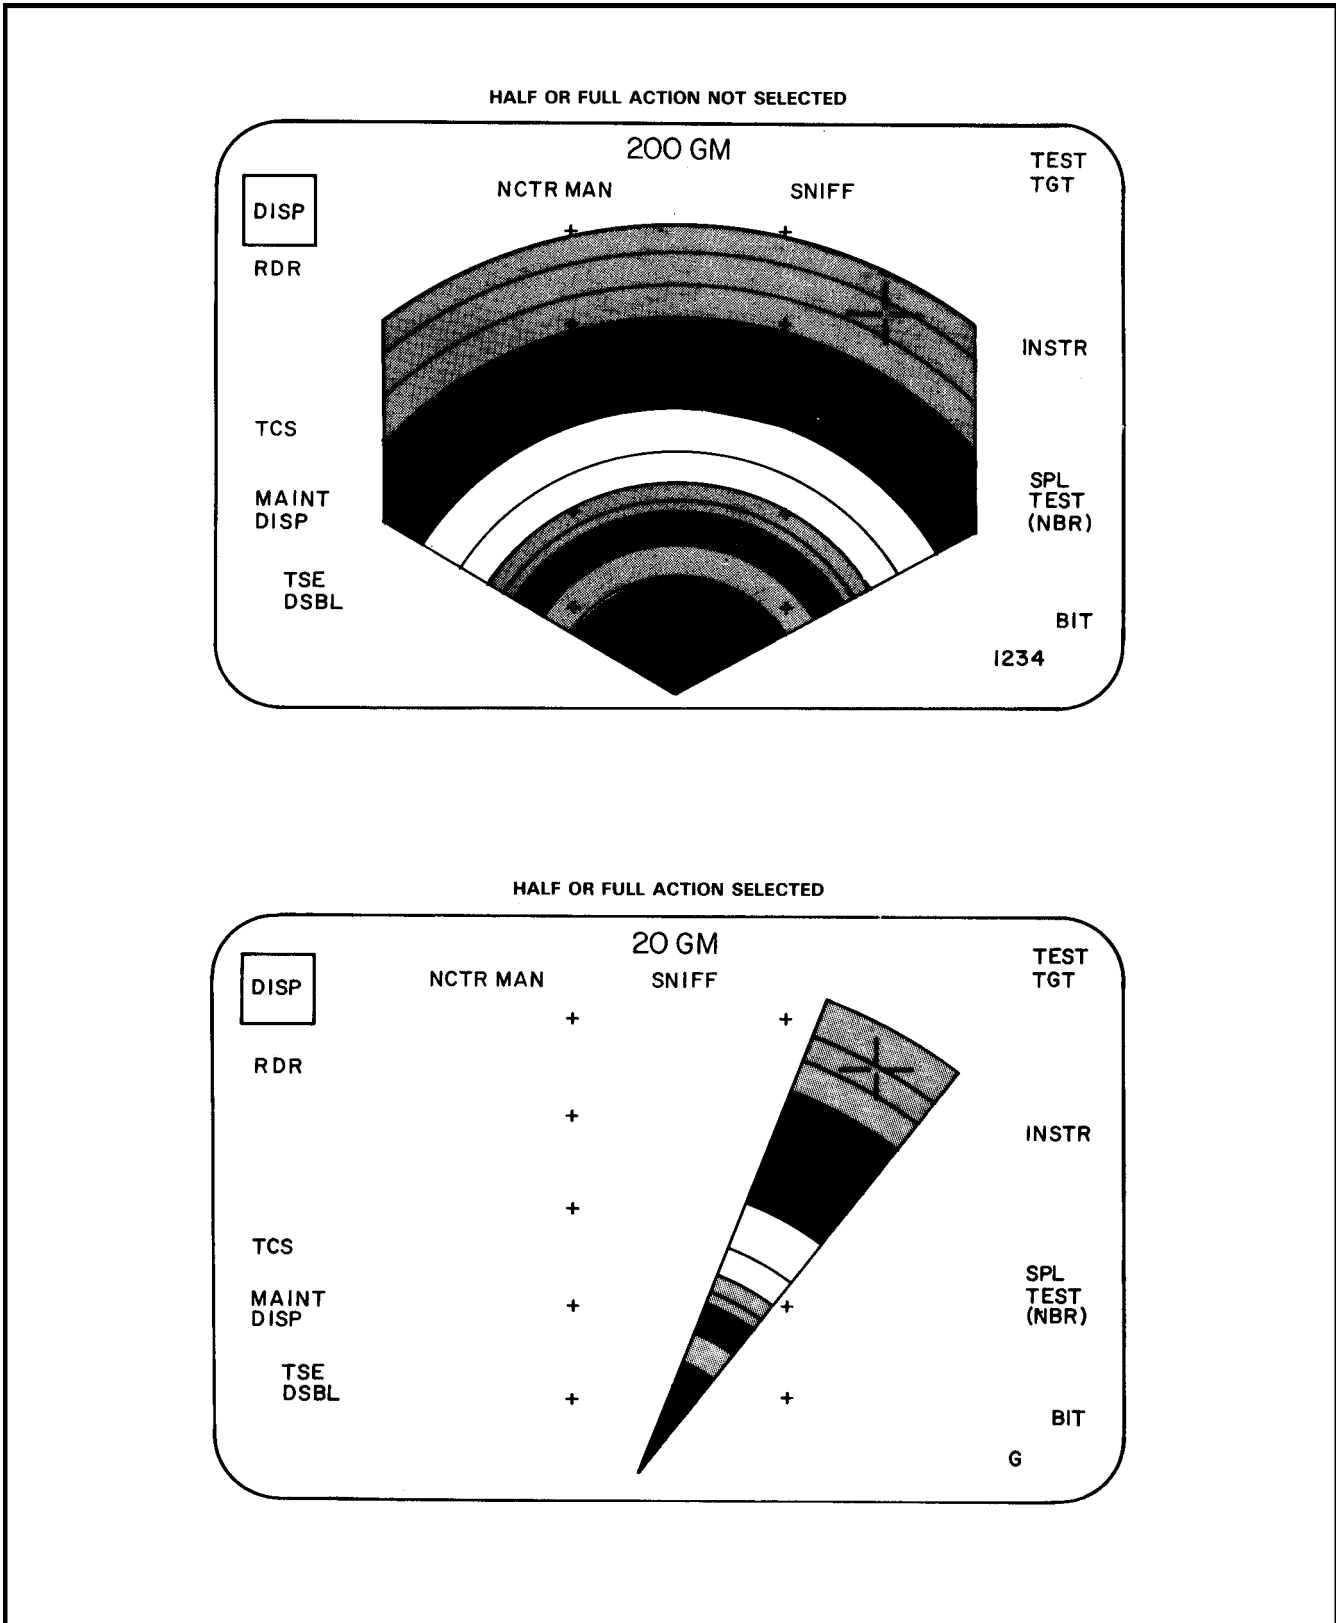 HALF OR FULL ACTION NOT SELECTED
200 GM
TEST
TGT
NCTR MAN SNIFF
DISP
RDR
INSTR
TCS
SPL
TEST
(NBR)
MAINT
DISP
TSE
DSBL
BIT
1234
HALF OR FULL ACTION SELECTED
20 GM
TEST
TGT
NCTR MAN SNIFF
DISP
RDR
INSTR
TCS
SPL
TEST
(NBR)
MAINT
DISP
TSE
DSBL
BIT
G